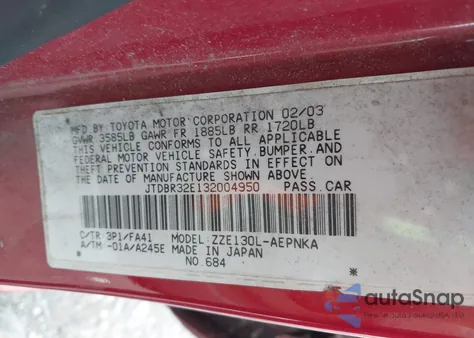 MFD BY TOYOTA MOTOR CORPORATION 02/03
GVWR 3585LB GAWR FR 1885LB RR 1720LB
THIS VEHICLE CONFORMS TO ALL APPLICABLE
FEDERAL MOTOR VEHICLE SAFETY, BUMPER AND
THEFT PREVENTION STANDARDS IN EFFECT ON
THE DATE OF MANUFACTURE SHOWN ABOVE.
JTDBR32E132004950 PASS. CAR
C/TR 3P1/FA41 MODEL ZZE130L-AEPNKA
A/TM -01A/A245E MADE IN JAPAN
NO 684
autoSnap